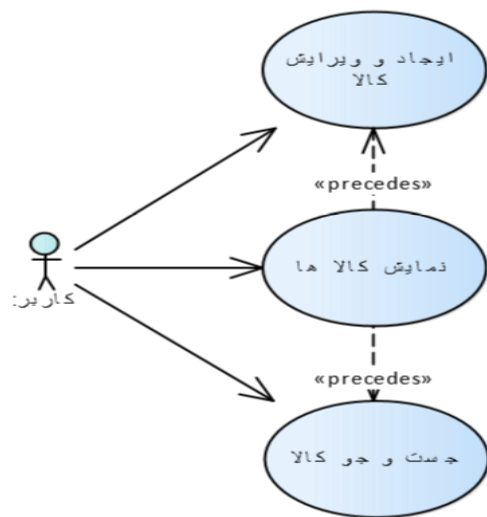 ایجاد و ویرایش
کالا
«precedes»
نمایش کالا ها
کاربر:
«precedes»
جست و جو کالا